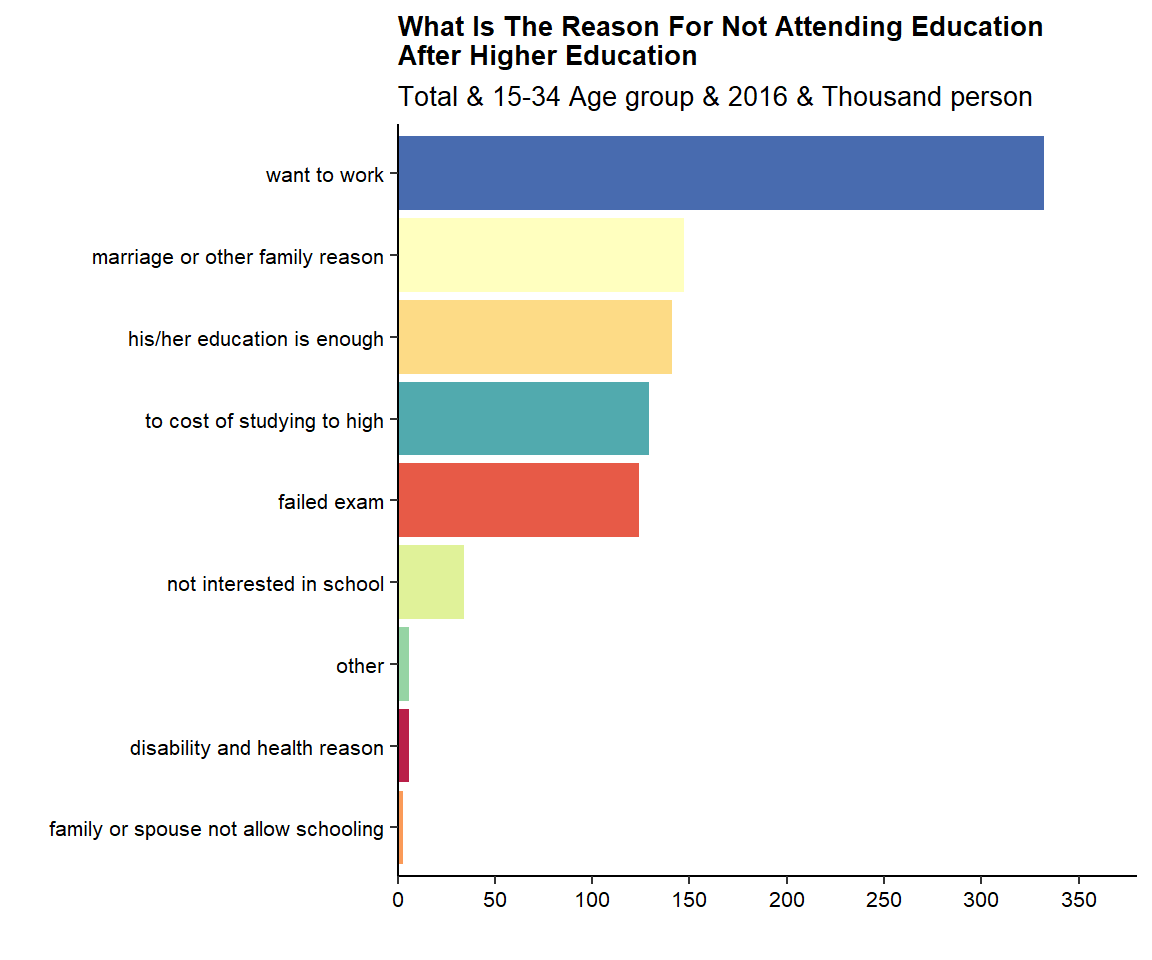 What Is The Reason For Not Attending Education
After Higher Education
Total & 15-34 Age group & 2016 & Thousand person
want to work
marriage or other family reason
his/her education is enough
to cost of studying to high
failed exam
not interested in school
other
disability and health reason
family or spouse not allow schooling
0 50 100 150 200 250 300 350